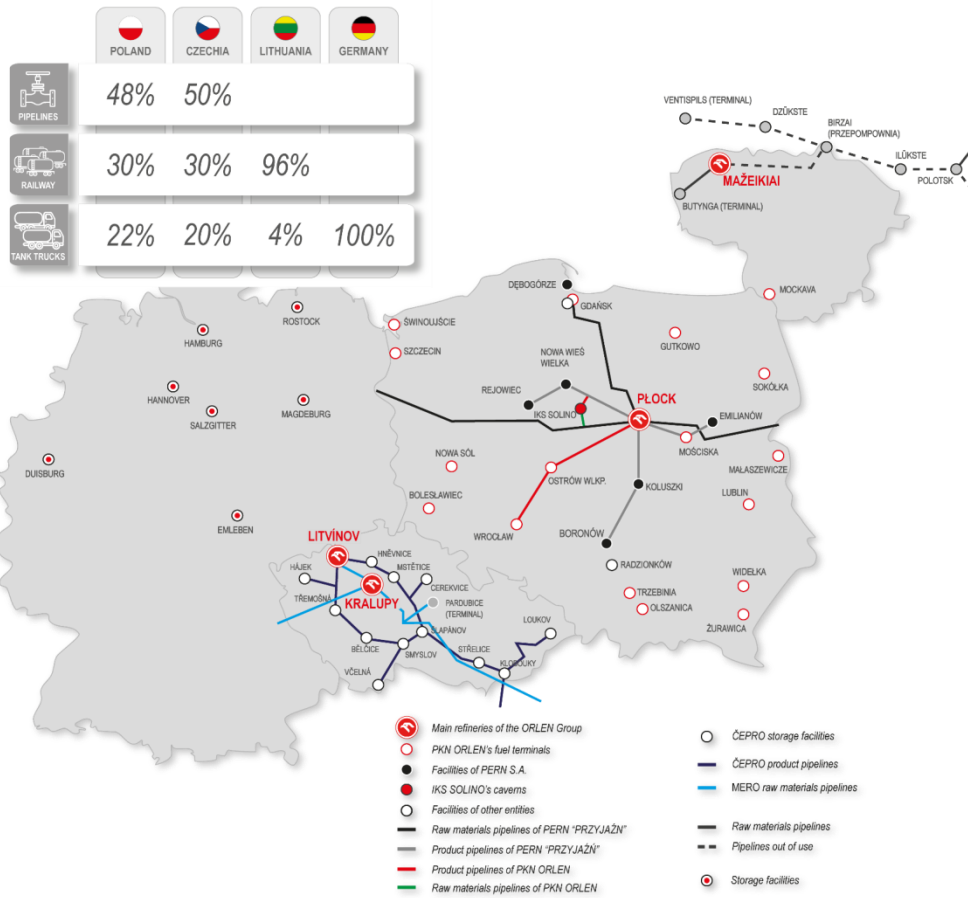 POLAND CZECHIA LITHUANIA GERMANY
PIPELINES 48% 50%
RAILWAY 30% 30% 96%
TANK TRUCKS 22% 20% 4% 100%
VENTISPILS (TERMINAL)
DZŪKSTE
BIRZAI
(PRZEPOMPOWNIA)
ILŪKSTE
POLOTSK
MAŽEIKIAI
BUTYNGA (TERMINAL)
MOCKAVA
DĘBOGÓRZE
GDAŃSK
ROSTOCK
ŚWINOUJŚCIE
HAMBURG
SZCZECIN
GUTKOWO
NOWA WIEŚ
WIELKA
SOKÓŁKA
HANNOVER
REJOWIEC
SALZGITTER
MAGDEBURG
IKS SOLINO
PŁOCK
EMILIANÓW
MOŚCISKA
NOWA SÓL
DUISBURG
OSTRÓW WLKP.
KOLUSZKI
MAŁASZEWICZE
BOLESŁAWIEC
LUBLIN
EMLEBEN
WROCŁAW
BORONÓW
LITVÍNOV
RADZIONKÓW
HNĚVNICE
HÁJEK
MSTĚTICE
CEREKVICE
WIDEŁKA
TRZEBINIA
OLSZANICA
TŘEMOŠNÁ
KRALUPY
PARDUBICE
(TERMINAL)
LOUKOV
ŻURAWICA
SLAPÁNOV
BĚLČICE
SMYSLOV
STŘELICE
KLOBOUKY
VČELNÁ
Main refineries of the ORLEN Group
PKN ORLEN's fuel terminals
Facilities of PERN S.A.
IKS SOLINO's caverns
Facilities of other entities
Raw materials pipelines of PERN "PRZYJAŹN"
Product pipelines of PERN "PRZYJAŹŃ"
Product pipelines of PKN ORLEN
Raw materials pipelines of PKN ORLEN
ČEPRO storage facilities
ČEPRO product pipelines
MERO raw materials pipelines
Raw materials pipelines
Pipelines out of use
Storage facilities